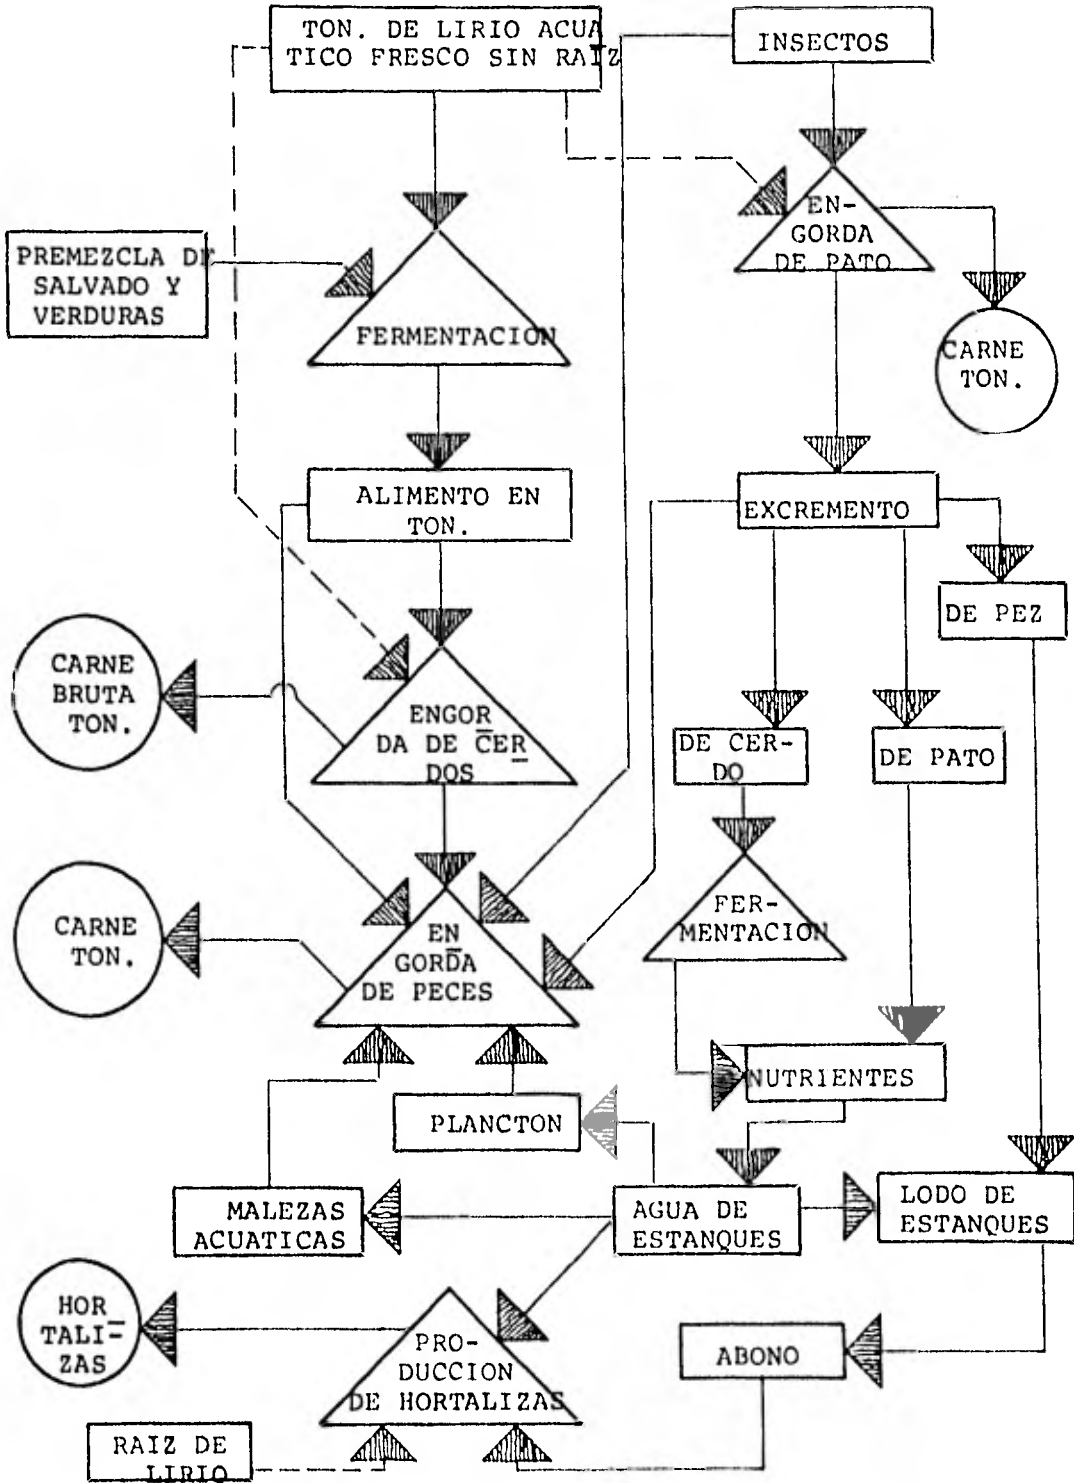 TON. DE LIRIO ACUA
TICO FRESCO SIN RAIZ
INSECTOS
EN-
GORDA
DE PATO
PREMEZCLA DE
SALVADO Y
VERDURAS
FERMENTACION
CARNE
TON.
ALIMENTO EN
TON.
EXCREMENTO
DE PEZ
CARNE
BRUTA
TON.
ENGOR
DA DE CER
DOS
DE CER-
DO
DE PATO
CARNE
TON.
EN
GORDA
DE PECES
FER-
MENTACION
NUTRIENTES
PLANCTON
MALEZAS
ACUATICAS
AGUA DE
ESTANQUES
LODO DE
ESTANQUES
HOR
TALI-
ZAS
PRO-
DUCCION
DE HORTALIZAS
ABONO
RAIZ DE
LIRIO